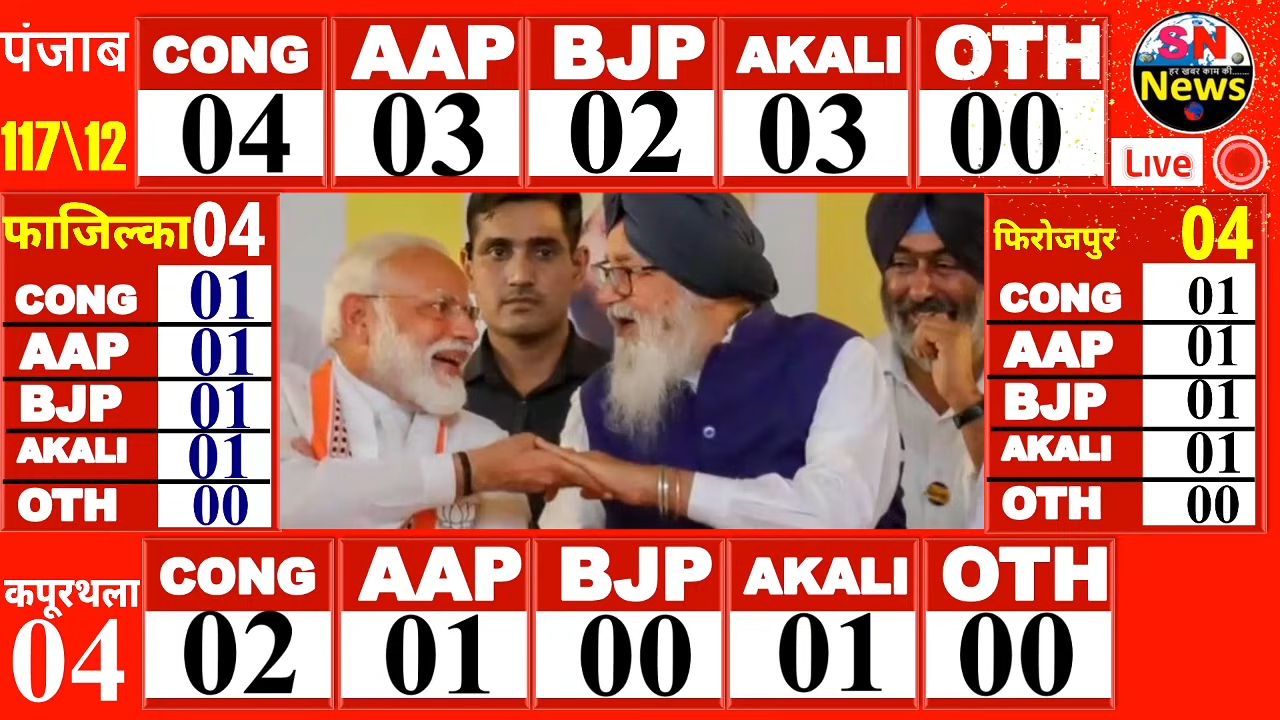 पंजाब CONG AAP BJP AKALI OTH
117\12 04 03 02 03 00
SN
हर खबर काम की.......
News
Live
फाजिल्का 04
CONG 01
AAP 01
BJP 01
AKALI 01
OTH 00
फिरोजपुर 04
CONG 01
AAP 01
BJP 01
AKALI 01
OTH 00
कपूरथला CONG AAP BJP AKALI OTH
04 02 01 00 01 00